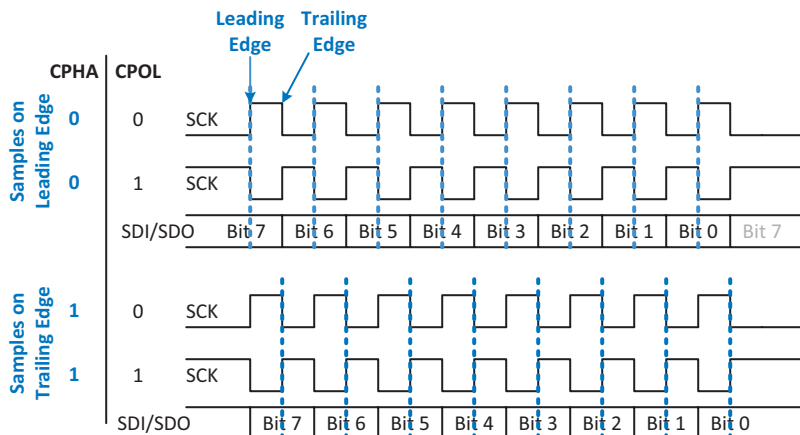 Leading Edge
Trailing Edge
CPHA CPOL
Samples on Leading Edge
0 0 SCK
0 1 SCK
SDI/SDO Bit 7 Bit 6 Bit 5 Bit 4 Bit 3 Bit 2 Bit 1 Bit 0 Bit 7
Samples on Trailing Edge
1 0 SCK
1 1 SCK
SDI/SDO Bit 7 Bit 6 Bit 5 Bit 4 Bit 3 Bit 2 Bit 1 Bit 0